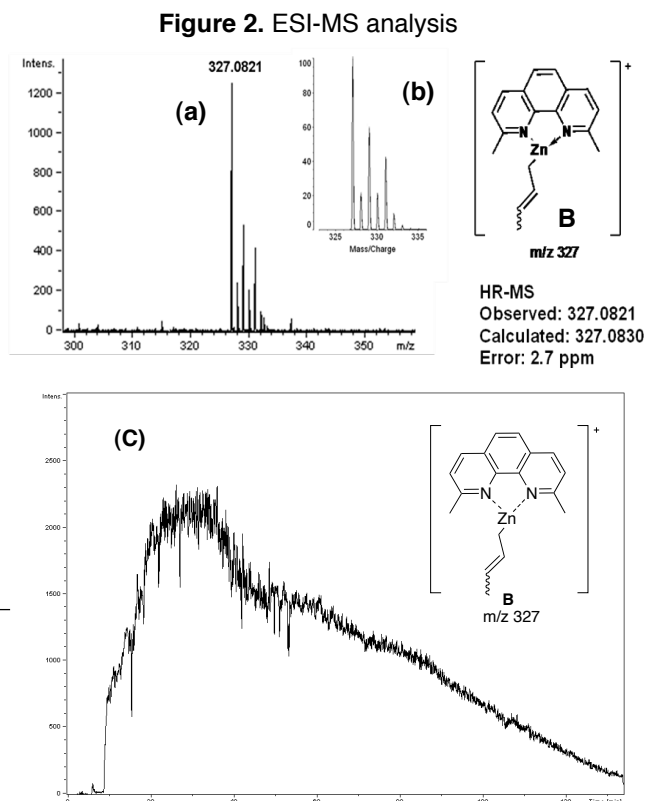 Figure 2. ESI-MS analysis
Intens.
1200
1000
800
600
400
200
0
327.0821
(a)
300
310
320
330
340
350
m/z
100
80
60
40
20
0
(b)
325
330
335
Mass/Charge
+
N
N
Zn
B
m/z 327
HR-MS
Observed: 327.0821
Calculated: 327.0830
Error: 2.7 ppm
Intens.
2500
2000
1500
1000
500
0
(C)
+
N
N
Zn
B
m/z 327